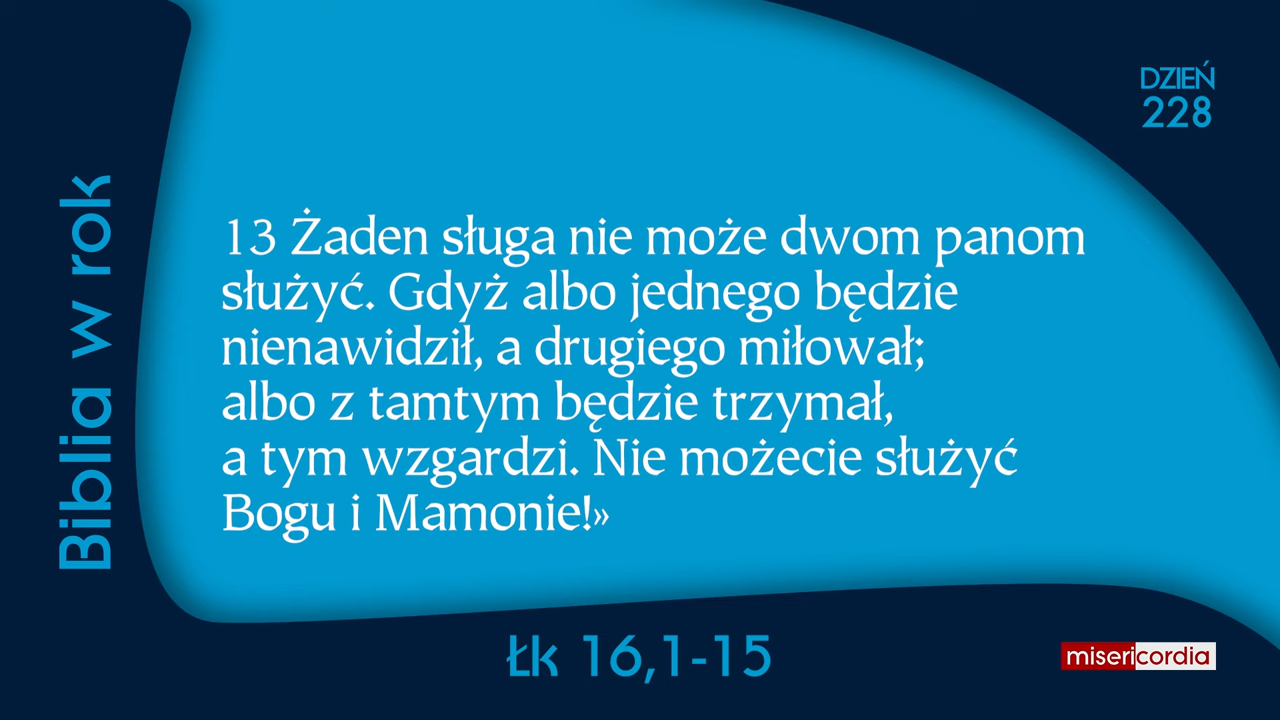 DZIEŃ
228
Biblia w rok
13 Żaden sługa nie może dwom panom
służyć. Gdyż albo jednego będzie
nienawidził, a drugiego miłował;
albo z tamtym będzie trzymał,
a tym wzgardzi. Nie możecie służyć
Bogu i Mamonie!»
Łk 16,1-15
misericordia